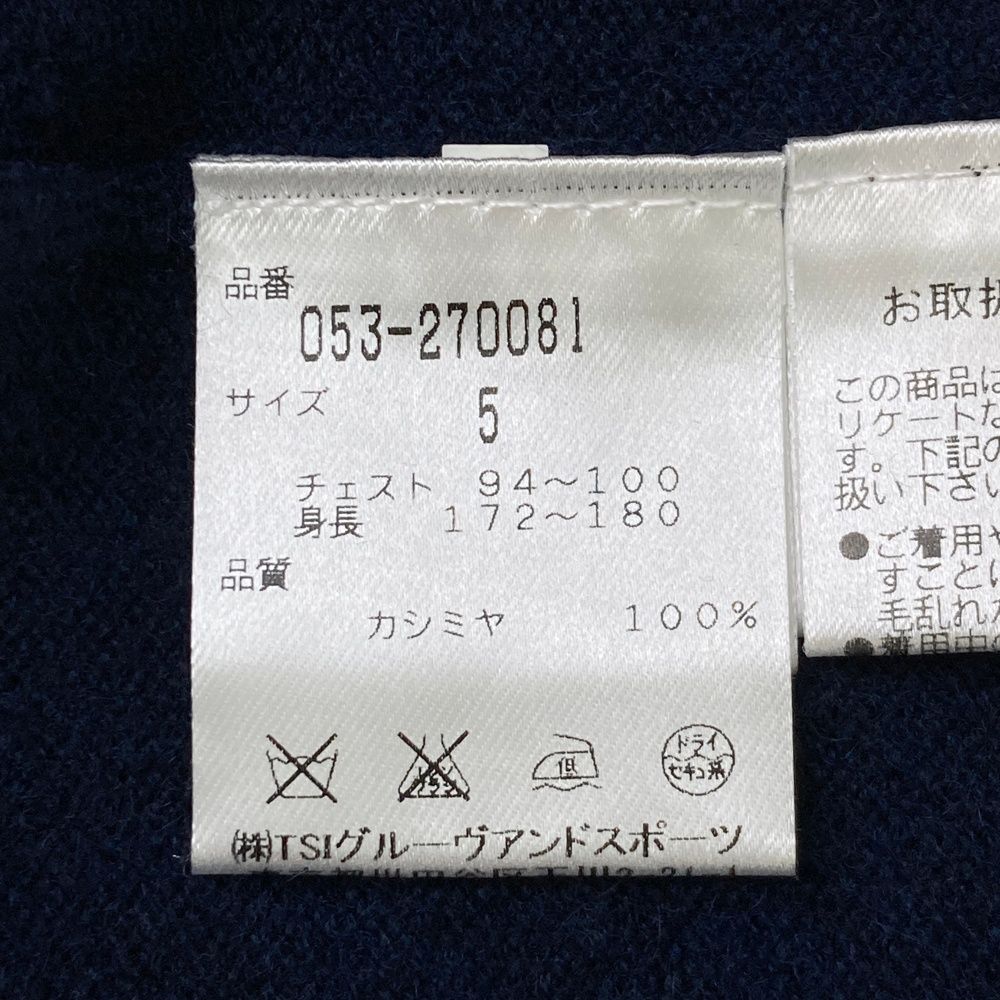 品番
053-270081
サイズ 5
チェスト 94~100
身長 172~180
品質
カシミヤ 100%
低
ドライ
セキユ系
㈱TSIグルーヴアンドスポーツ
お取扱
この商品は
リケートな
す。下記の
扱い下さい
●ご着用や
すことに
毛乱れた
●着用中の